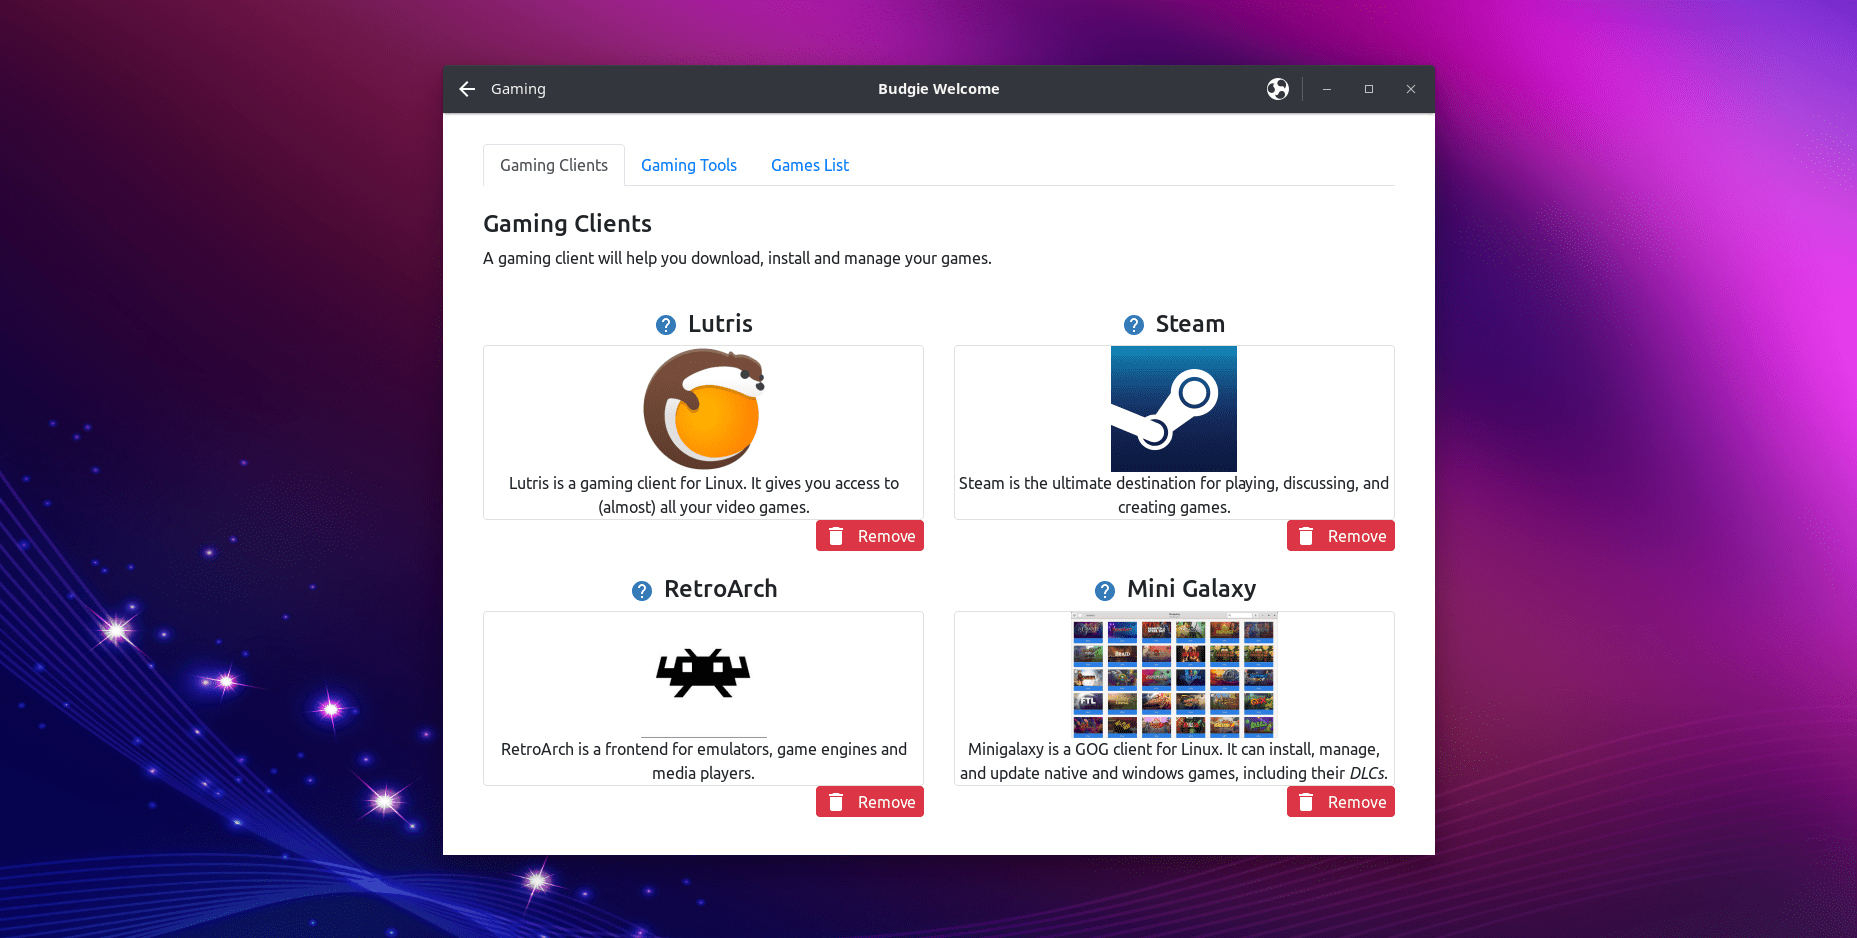 Gaming
Budgie Welcome
Gaming Clients
Gaming Tools
Games List
Gaming Clients
A gaming client will help you download, install and manage your games.
Lutris
Lutris is a gaming client for Linux. It gives you access to
(almost) all your video games.
Remove
Steam
Steam is the ultimate destination for playing, discussing, and
creating games.
Remove
RetroArch
RetroArch is a frontend for emulators, game engines and
media players.
Remove
Mini Galaxy
BRAID
FTL
Minigalaxy is a GOG client for Linux. It can install, manage,
and update native and windows games, including their DLCs.
Remove